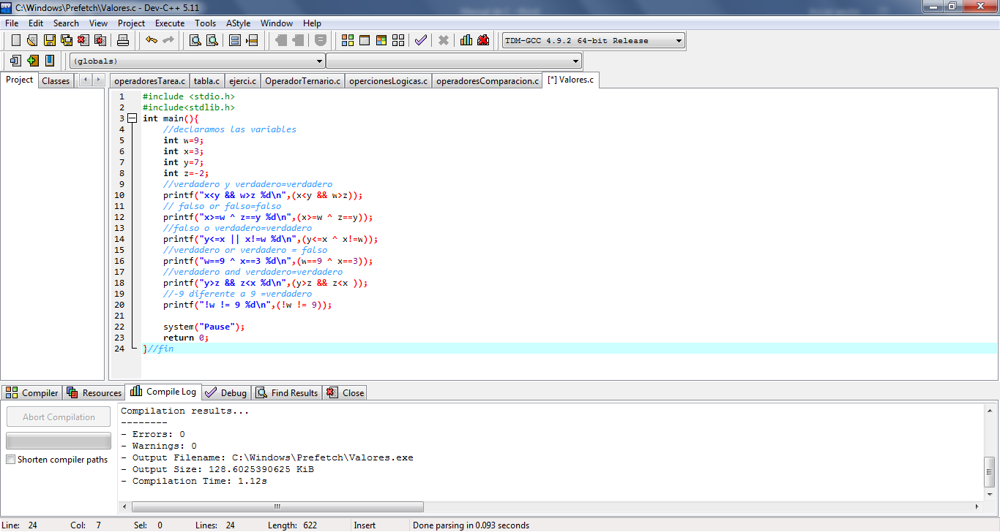 C:\Windows\Prefetch\Valores.c - Dev-C++ 5.11
File Edit Search View Project Execute Tools AStyle Window Help
TDM-GCC 4.9.2 64-bit Release
(globals)
Project Classes
operadoresTarea.c tabla.c ejerci.c OperadorTernario.c opercionesLogicas.c operadoresComparacion.c [*] Valores.c
1 #include <stdio.h>
2 #include<stdlib.h>
3 int main(){
4 //declaramos las variables
5 int w=9;
6 int x=3;
7 int y=7;
8 int z=-2;
9 //verdadero y verdadero=verdadero
10 printf("x<y && w>z %d\n",(x<y && w>z));
11 // falso or falso=falso
12 printf("x>=w ^ z==y %d\n",(x>=w ^ z==y));
13 //falso o verdadero=verdadero
14 printf("y<=x || x!=w %d\n",(y<=x ^ x!=w));
15 //verdadero or verdadero = falso
16 printf("w==9 ^ x==3 %d\n",(w==9 ^ x==3));
17 //verdadero and verdadero=verdadero
18 printf("y>z && z<x %d\n",(y>z && z<x ));
19 //-9 diferente a 9 =verdadero
20 printf("!w != 9 %d\n",(!w != 9));
21
22 system("Pause");
23 return 0;
24 }//fin
Compiler Resources Compile Log Debug Find Results Close
Abort Compilation
Shorten compiler paths
Compilation results...
--------
- Errors: 0
- Warnings: 0
- Output Filename: C:\Windows\Prefetch\Valores.exe
- Output Size: 128.6025390625 KiB
- Compilation Time: 1.12s
Line: 24 Col: 7 Sel: 0 Lines: 24 Length: 622 Insert Done parsing in 0.093 seconds